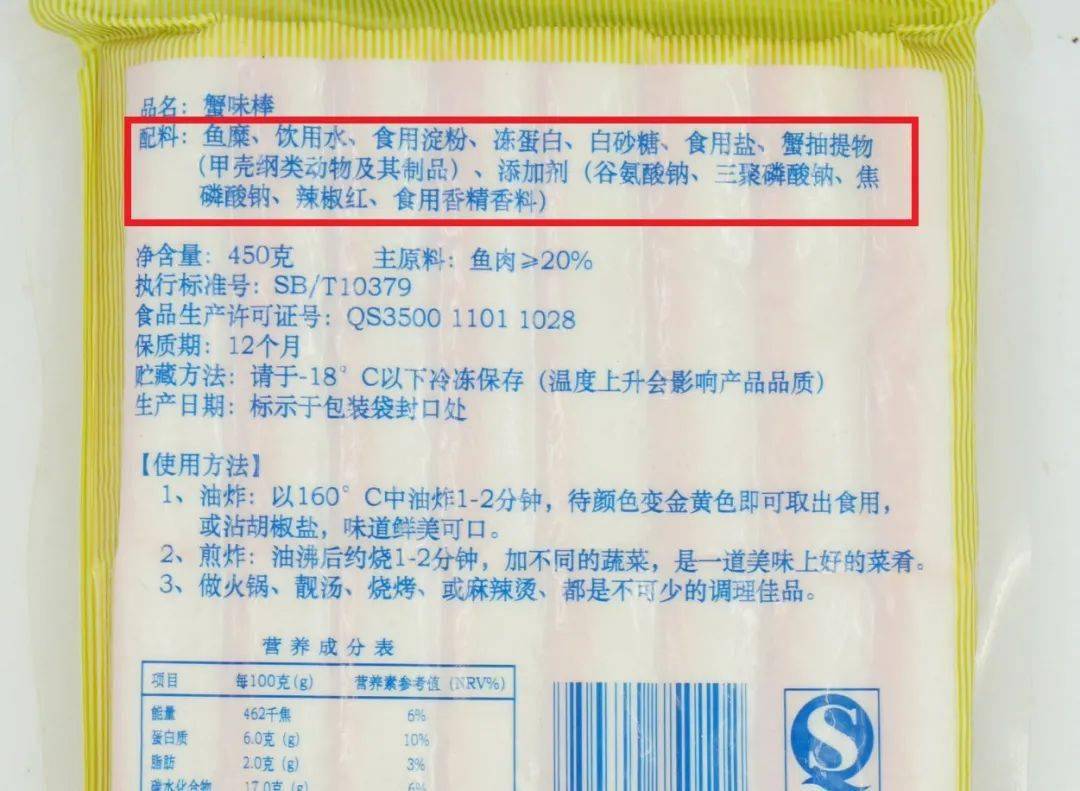 品名：蟹味棒
配料：鱼糜、饮用水、食用淀粉、冻蛋白、白砂糖、食用盐、蟹抽提物
（甲壳纲类动物及其制品）、添加剂（谷氨酸钠、三聚磷酸钠、焦
磷酸钠、辣椒红、食用香精香料）
净含量：450克 主原料：鱼肉≥20%
执行标准号：SB/T10379
食品生产许可证号：QS3500 1101 1028
保质期：12个月
贮藏方法：请于-18°C以下冷冻保存（温度上升会影响产品品质）
生产日期：标示于包装袋封口处
【使用方法】
1、油炸：以160°C中油炸1-2分钟，待颜色变金黄色即可取出食用，
或沾胡椒盐，味道鲜美可口。
2、煎炸：油沸后约烧1-2分钟，加不同的蔬菜，是一道美味上好的菜肴。
3、做火锅、靓汤、烧烤、或麻辣烫、都是不可少的调理佳品。
营养成分表
项目 每100克(g) 营养素参考值（NRV%）
能量 462千焦 6%
蛋白质 6.0克（g） 10%
脂肪 2.0克（g） 3%
碳水化合物 17.0克（g） 6%